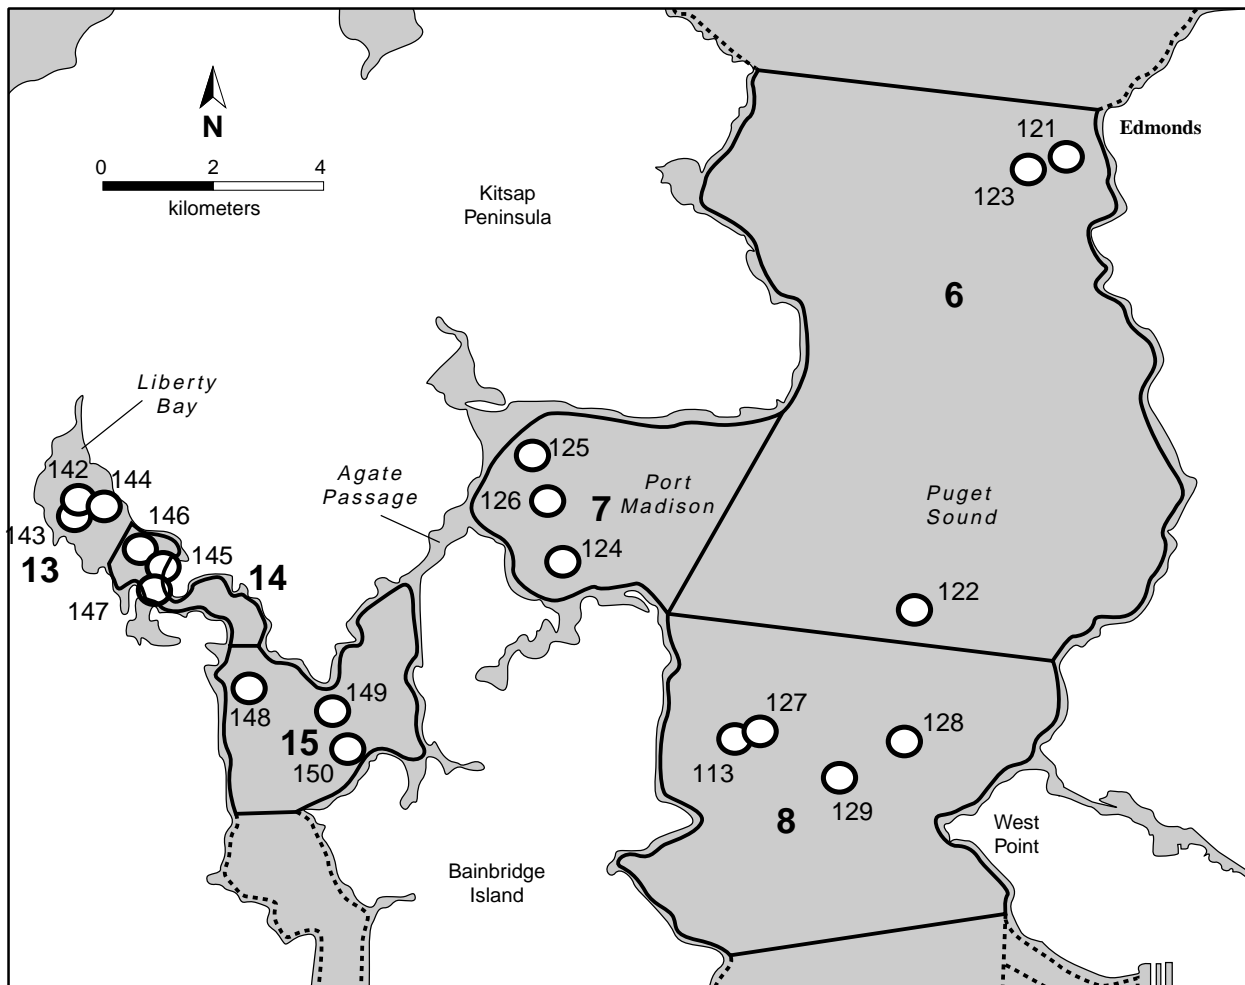 121
Edmonds
N
123
0 2 4
kilometers
Kitsap
Peninsula
6
Liberty
Bay
125
142
144
Agate
Passage
126
7
Port
Madison
Puget
Sound
146
143
13
145
14
124
147
122
149
148
127
128
15
150
113
129
8
West
Point
Bainbridge
Island